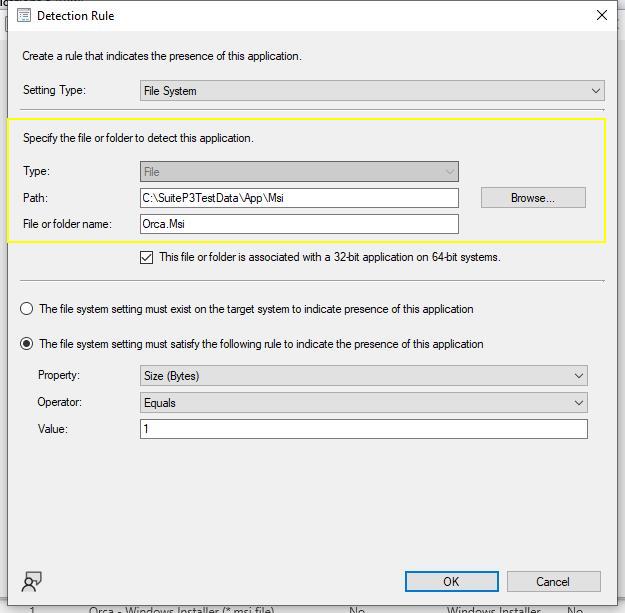 Detection Rule
Create a rule that indicates the presence of this application.
Setting Type: File System
Specify the file or folder to detect this application.
Type: File
Path: C:\SuiteP3TestData\App\Msi Browse...
File or folder name: Orca.Msi
This file or folder is associated with a 32-bit application on 64-bit systems.
The file system setting must exist on the target system to indicate presence of this application
The file system setting must satisfy the following rule to indicate the presence of this application
Property: Size (Bytes)
Operator: Equals
Value: 1
OK Cancel
1 Orca - Windows Installer (*.msi file) No Windows Installer No